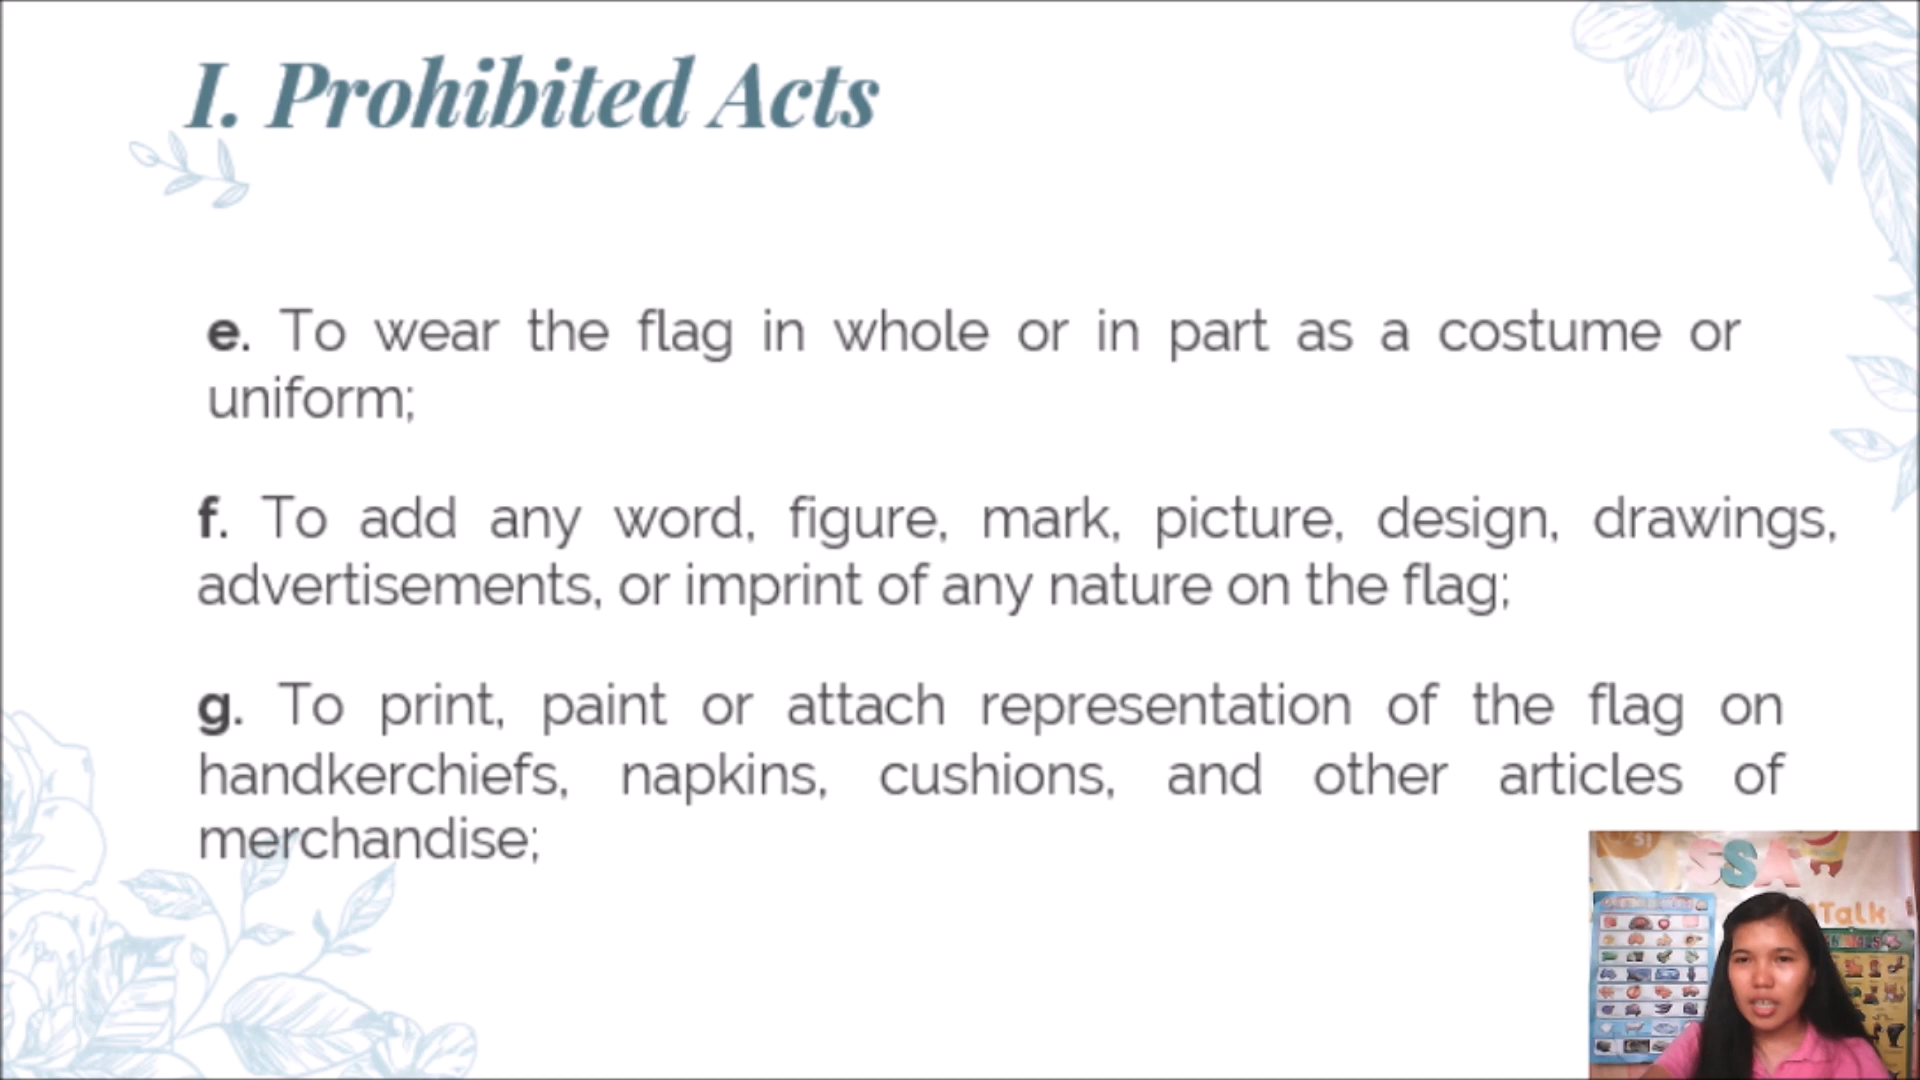 I. Prohibited Acts
e. To wear the flag in whole or in part as a costume or
uniform;
f. To add any word, figure, mark, picture, design, drawings,
advertisements, or imprint of any nature on the flag;
g. To print, paint or attach representation of the flag on
handkerchiefs, napkins, cushions, and other articles of
merchandise;
SSA
Talk